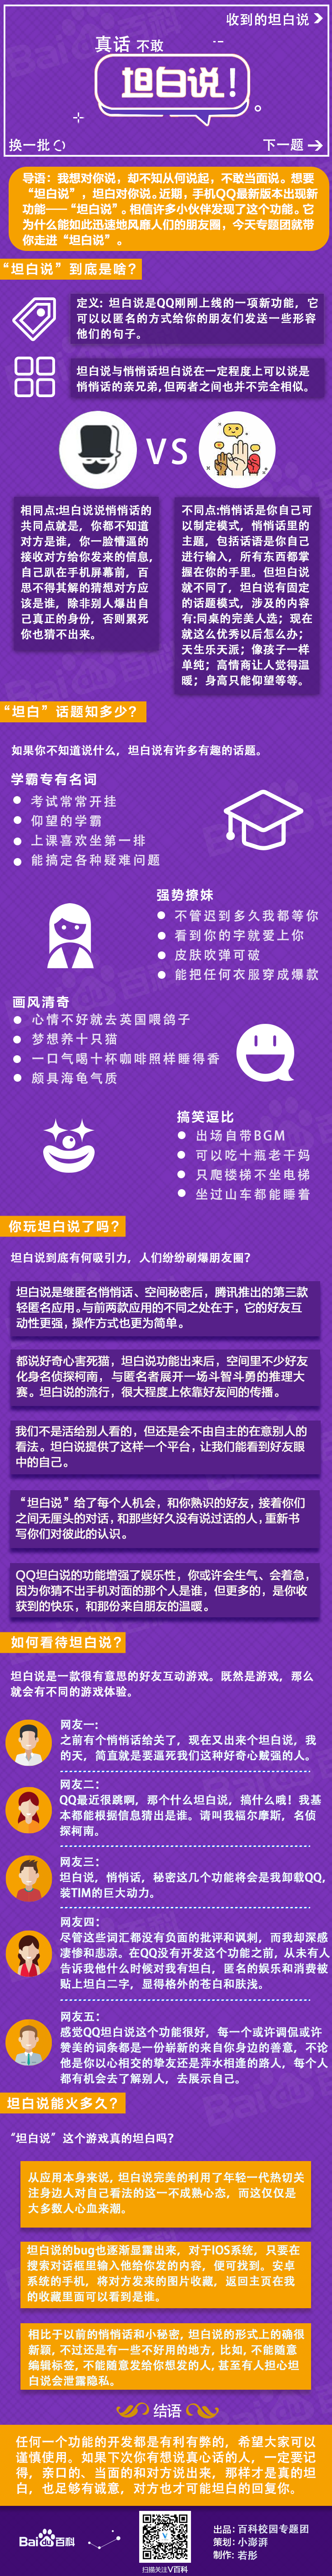 收到的坦白说
真话 不敢
坦白说！
换一批
下一题
导语：我想对你说，却不知从何说起，不敢当面说。想要
“坦白说”，坦白对你说。近期，手机QQ最新版本出现新
功能——“坦白说”。相信许多小伙伴发现了这个功能。它
为什么能如此迅速地风靡人们的朋友圈，今天专题团就带
你走进“坦白说”。
“坦白说”到底是啥？
定义：坦白说是QQ刚刚上线的一项新功能，它
可以以匿名的方式给你的朋友们发送一些形容
他们的句子。
坦白说与悄悄话坦白说在一定程度上可以说是
悄悄话的亲兄弟,但两者之间也并不完全相似。
VS
相同点:坦白说说悄悄话的
共同点就是，你都不知道
对方是谁，你一脸懵逼的
接收对方给你发来的信息,
自己趴在手机屏幕前，百
思不得其解的猜想对方应
该是谁，除非别人爆出自
己真正的身份，否则累死
你也猜不出来。
不同点:悄悄话是你自己可
以制定模式，悄悄话里的
主题，包括话语是你自己
进行输入，所有东西都掌
握在你的手里。但坦白说
就不同了，坦白说有固定
的话题模式，涉及的内容
有:同桌的完美人选；现在
就这么优秀以后怎么办；
天生乐天派；像孩子一样
单纯；高情商让人觉得温
暖；身高只能仰望等等。
“坦白”话题知多少？
如果你不知道说什么，坦白说有许多有趣的话题。
学霸专有名词
考试常常开挂
仰望的学霸
上课喜欢坐第一排
能搞定各种疑难问题
强势撩妹
不管迟到多久我都等你
看到你的字就爱上你
皮肤吹弹可破
能把任何衣服穿成爆款
画风清奇
心情不好就去英国喂鸽子
梦想养十只猫
一口气喝十杯咖啡照样睡得香
颇具海龟气质
搞笑逗比
出场自带BGM
可以吃十瓶老干妈
只爬楼梯不坐电梯
坐过山车都能睡着
你玩坦白说了吗？
坦白说到底有何吸引力，人们纷纷刷爆朋友圈？
坦白说是继匿名悄悄话、空间秘密后，腾讯推出的第三款
轻匿名应用。与前两款应用的不同之处在于，它的好友互
动性更强，操作方式也更为简单。
都说好奇心害死猫，坦白说功能出来后，空间里不少好友
化身名侦探柯南，与匿名者展开一场斗智斗勇的推理大
赛。坦白说的流行，很大程度上依靠好友间的传播。
我们不是活给别人看的，但还是会不由自主的在意别人的
看法。坦白说提供了这样一个平台，让我们能看到好友眼
中的自己。
“坦白说”给了每个人机会，和你熟识的好友，接着你们
之间无厘头的对话，和那些好久没有说过话的人，重新书
写你们对彼此的认识。
QQ坦白说的功能增强了娱乐性，你或许会生气、会着急，
因为你猜不出手机对面的那个人是谁，但更多的，是你收
获到的快乐，和那份来自朋友的温暖。
如何看待坦白说？
坦白说是一款很有意思的好友互动游戏。既然是游戏，那么
就会有不同的游戏体验。
网友一：
之前有个悄悄话给关了，现在又出来个坦白说，我
的天，简直就是要逼死我们这种好奇心贼强的人。
网友二：
QQ最近很跳啊，那个什么坦白说，搞什么哦！我基
本都能根据信息猜出是谁。请叫我福尔摩斯，名侦
探柯南。
网友三：
坦白说，悄悄话，秘密这几个功能将会是我卸载QQ,
装TIM的巨大动力。
网友四：
尽管这些词汇都没有负面的批评和讽刺，而我却深感
凄惨和悲凉。在QQ没有开发这个功能之前，从未有人
告诉我他什么时候对我有坦白，匿名的娱乐和消费被
贴上坦白二字，显得格外的苍白和肤浅。
网友五：
感觉QQ坦白说这个功能很好，每一个或许调侃或许
赞美的词条都是一份崭新的来自你身边的善意，不论
他是你以心相交的挚友还是萍水相逢的路人，每个人
都有机会去了解别人，去展示自己。
坦白说能火多久？
“坦白说”这个游戏真的坦白吗？
从应用本身来说，坦白说完美的利用了年轻一代热切关
注身边人对自己看法的这一不成熟心态，而这仅仅是
大多数人心血来潮。
坦白说的bug也逐渐显露出来，对于IOS系统，只要在
搜索对话框里输入他给你发的内容，便可找到。安卓
系统的手机，将对方发来的图片收藏，返回主页在我
的收藏里面可以看到是谁。
相比于以前的悄悄话和小秘密，坦白说的形式上的确很
新颖，不过还是有一些不好用的地方，比如，不能随意
编辑标签，不能随意发给你想发的人，甚至有人担心坦
白说会泄露隐私。
结语
任何一个功能的开发都是有利有弊的，希望大家可以
谨慎使用。如果下次你有想说真心话的人，一定要记
得，亲口的、当面的和对方说出来，那样才是真的坦
白，也足够有诚意，对方也才可能坦白的回复你。
Bai du 百科
扫描关注V百科
出品：百科校园专题团
策划：小澎湃
制作：若彤